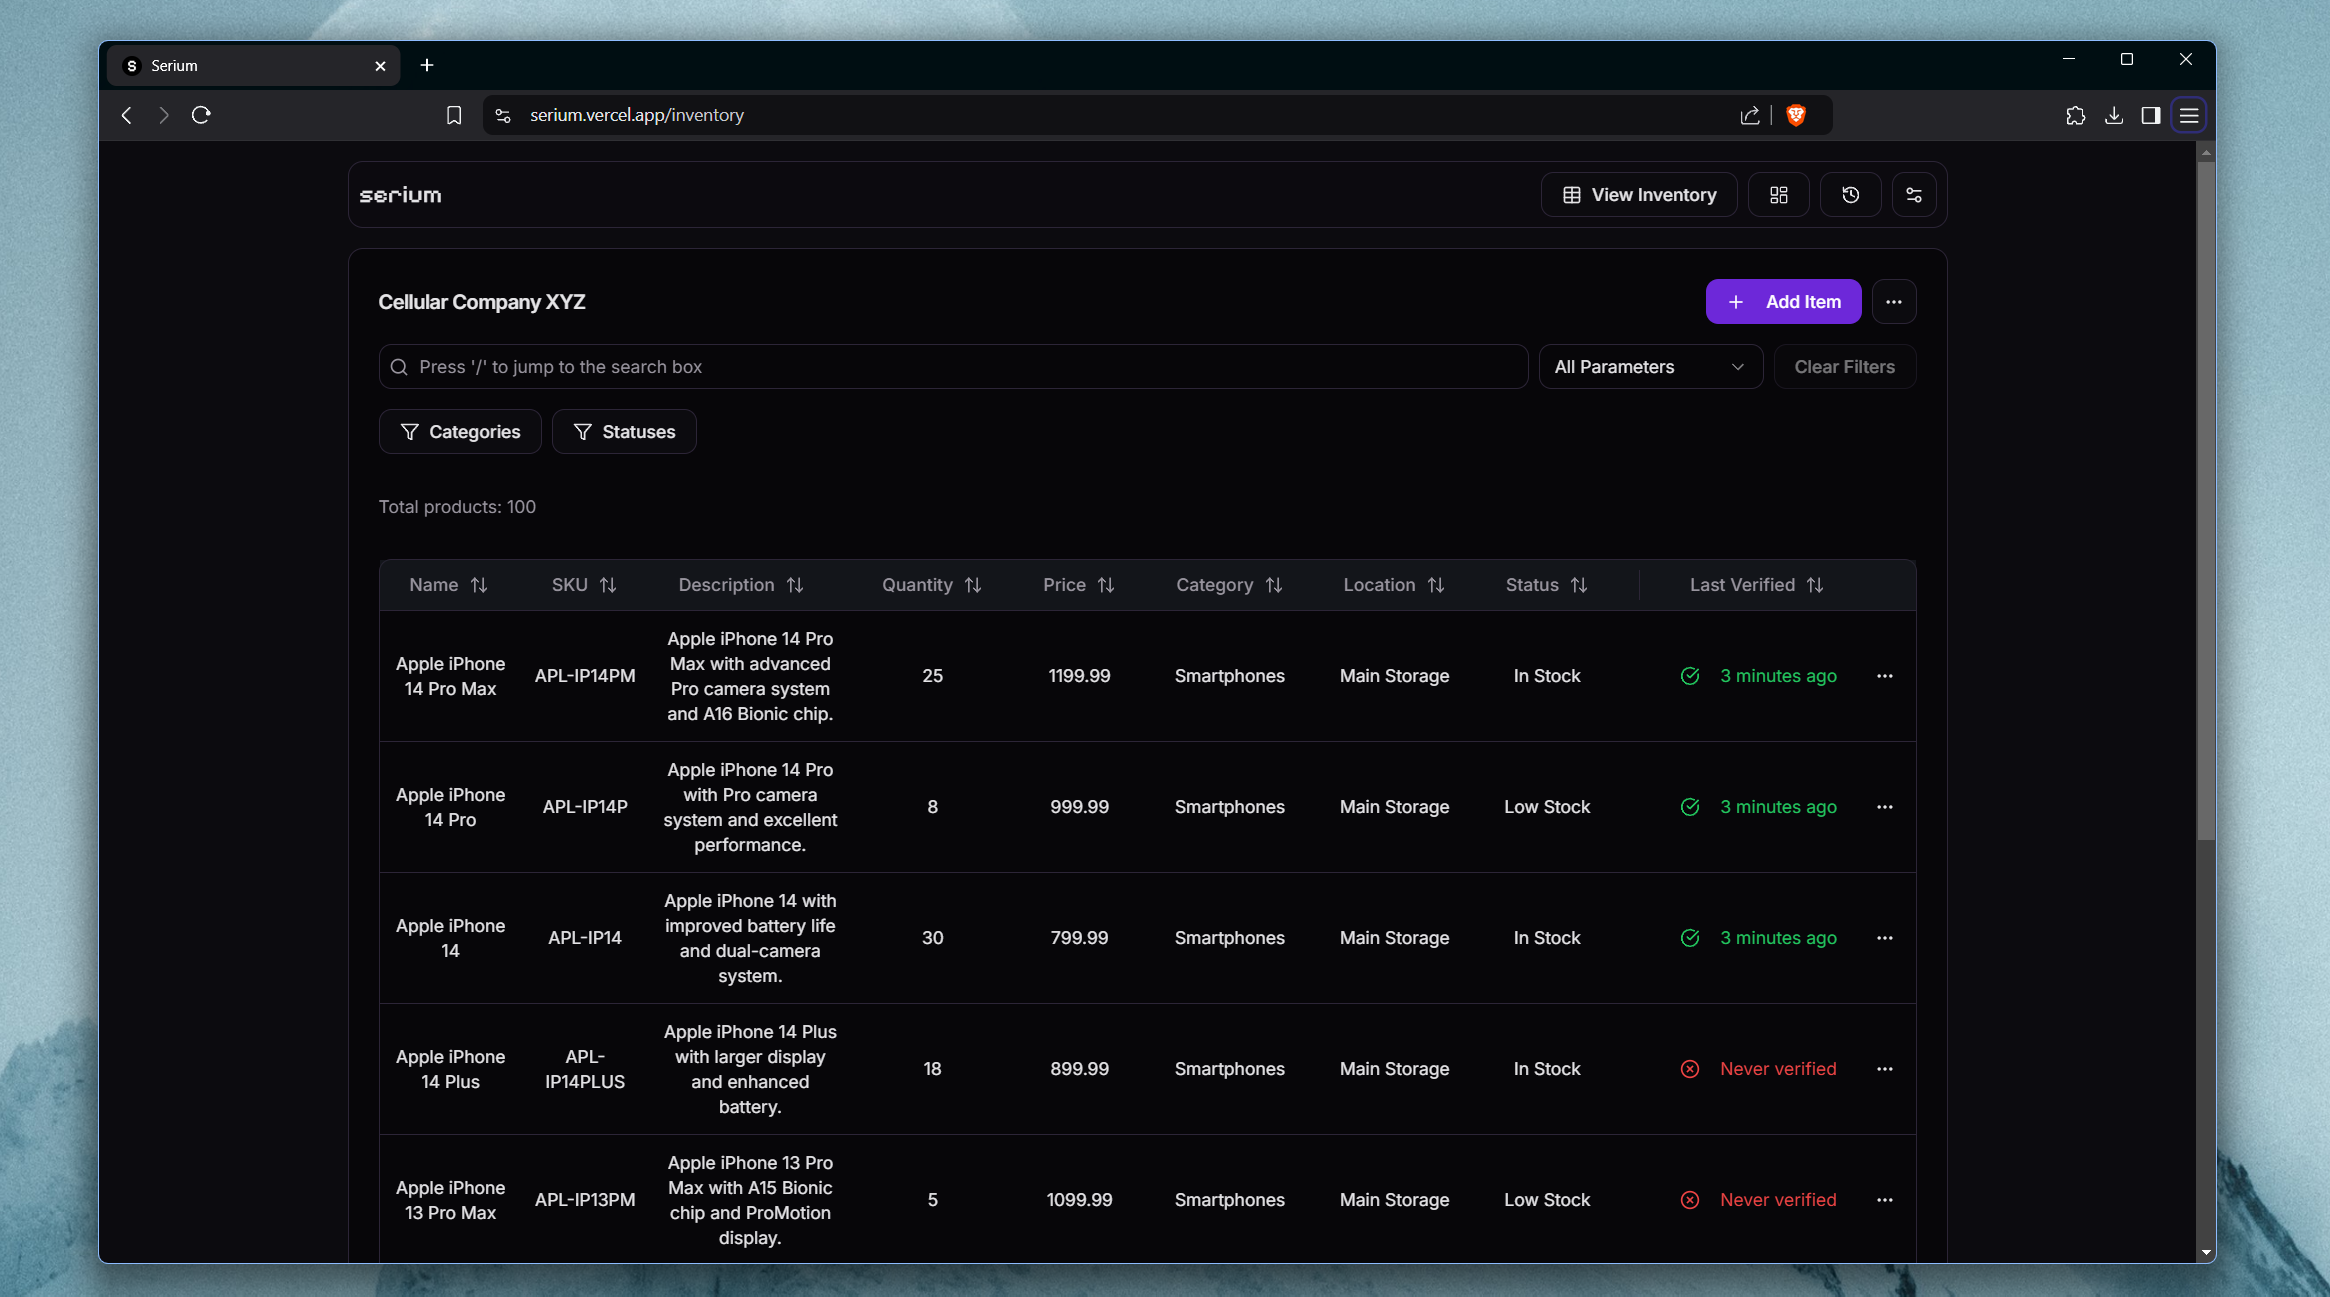 Serium
serium.vercel.app/inventory
serium
View Inventory
Cellular Company XYZ
Add Item
Press '/' to jump to the search box
All Parameters
Clear Filters
Categories
Statuses
Total products: 100
Name SKU Description Quantity Price Category Location Status Last Verified
Apple iPhone
14 Pro Max
APL-IP14PM
Apple iPhone 14 Pro
Max with advanced
Pro camera system
and A16 Bionic chip.
25
1199.99
Smartphones
Main Storage
In Stock
3 minutes ago
Apple iPhone
14 Pro
APL-IP14P
Apple iPhone 14 Pro
with Pro camera
system and excellent
performance.
8
999.99
Smartphones
Main Storage
Low Stock
3 minutes ago
Apple iPhone
14
APL-IP14
Apple iPhone 14 with
improved battery life
and dual-camera
system.
30
799.99
Smartphones
Main Storage
In Stock
3 minutes ago
Apple iPhone
14 Plus
APL-
IP14PLUS
Apple iPhone 14 Plus
with larger display
and enhanced
battery.
18
899.99
Smartphones
Main Storage
In Stock
Never verified
Apple iPhone
13 Pro Max
APL-IP13PM
Apple iPhone 13 Pro
Max with A15 Bionic
chip and ProMotion
display.
5
1099.99
Smartphones
Main Storage
Low Stock
Never verified